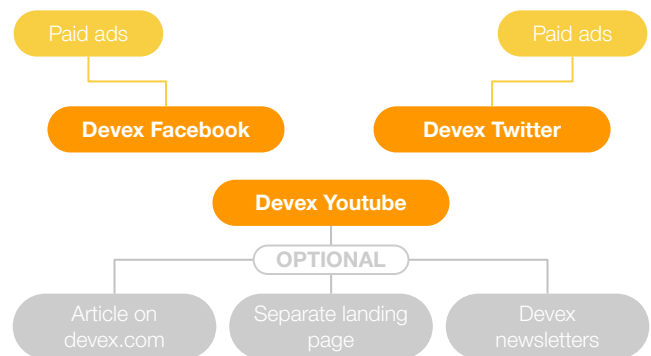 Paid ads
Paid ads
Devex Facebook
Devex Twitter
Devex Youtube
OPTIONAL
Article on
devex.com
Separate landing
page
Devex
newsletters